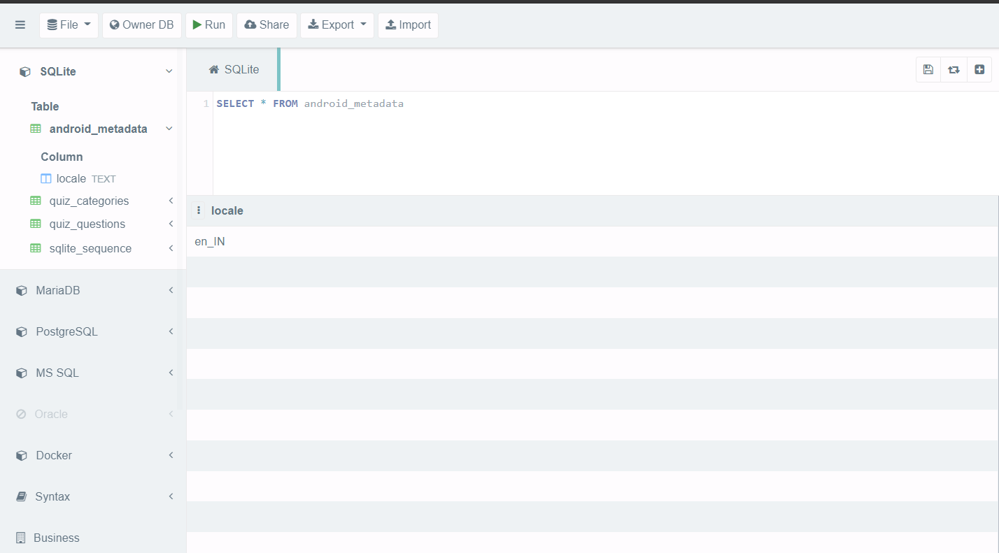 File Owner DB Run Share Export Import
SQLite
Table
android_metadata
Column
locale TEXT
quiz_categories
quiz_questions
sqlite_sequence
MariaDB
PostgreSQL
MS SQL
Oracle
Docker
Syntax
Business
SQLite
1 SELECT * FROM android_metadata
locale
en_IN